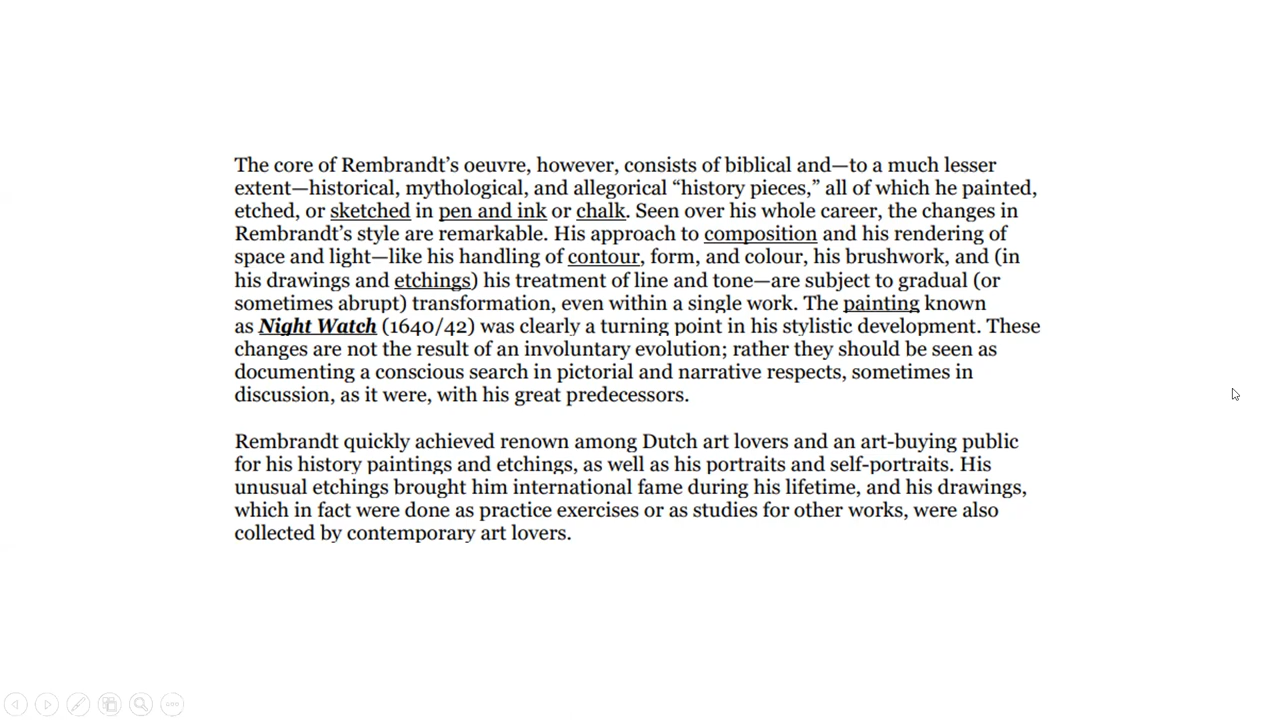 The core of Rembrandt’s oeuvre, however, consists of biblical and—to a much lesser
extent—historical, mythological, and allegorical “history pieces,” all of which he painted,
etched, or sketched in pen and ink or chalk. Seen over his whole career, the changes in
Rembrandt’s style are remarkable. His approach to composition and his rendering of
space and light—like his handling of contour, form, and colour, his brushwork, and (in
his drawings and etchings) his treatment of line and tone—are subject to gradual (or
sometimes abrupt) transformation, even within a single work. The painting known
as Night Watch (1640/42) was clearly a turning point in his stylistic development. These
changes are not the result of an involuntary evolution; rather they should be seen as
documenting a conscious search in pictorial and narrative respects, sometimes in
discussion, as it were, with his great predecessors.
Rembrandt quickly achieved renown among Dutch art lovers and an art-buying public
for his history paintings and etchings, as well as his portraits and self-portraits. His
unusual etchings brought him international fame during his lifetime, and his drawings,
which in fact were done as practice exercises or as studies for other works, were also
collected by contemporary art lovers.